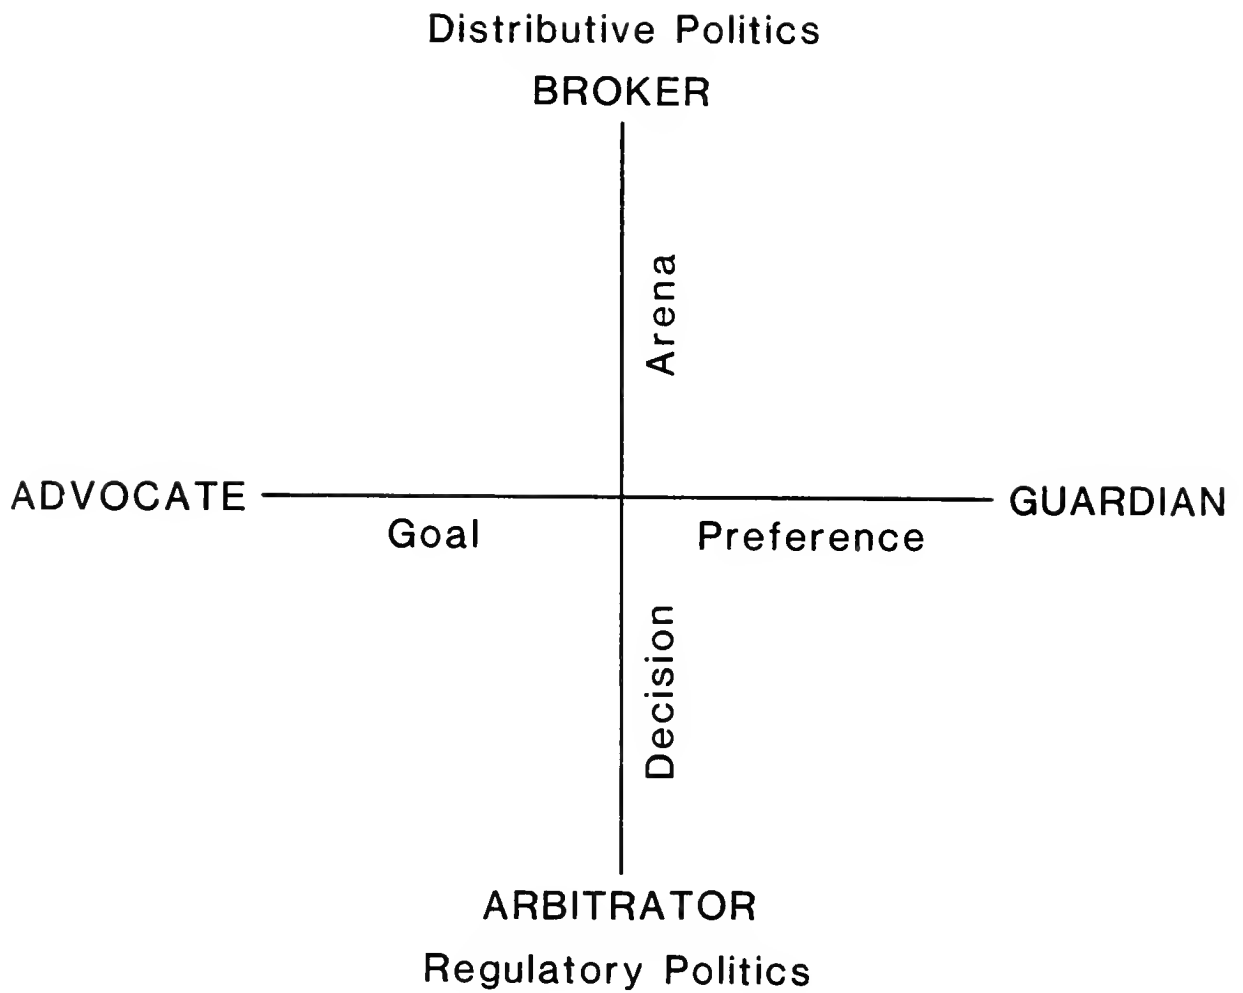 Distributive Politics
BROKER
Arena
ADVOCATE
GUARDIAN
Goal
Preference
Decision
ARBITRATOR
Regulatory Politics